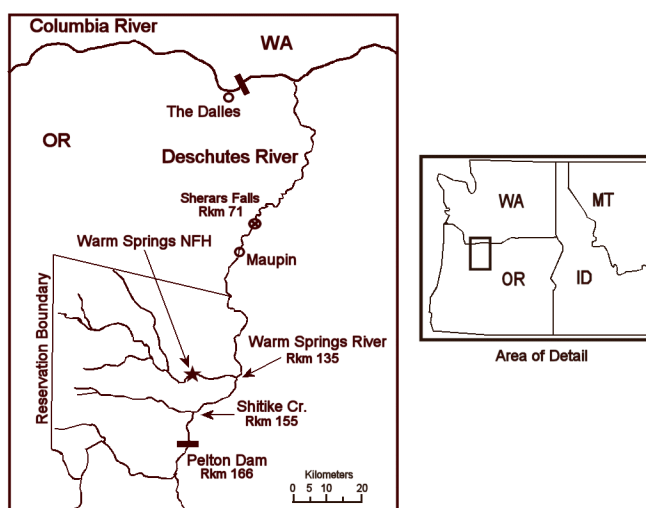 Columbia River
WA
The Dalles
OR
Deschutes River
Sherars Falls
Rkm 71
Warm Springs NFH
Maupin
Reservation Boundary
Warm Springs River
Rkm 135
Shitike Cr.
Rkm 155
Pelton Dam
Rkm 166
Kilometers
0 5 10 20
WA
MT
OR
ID
Area of Detail